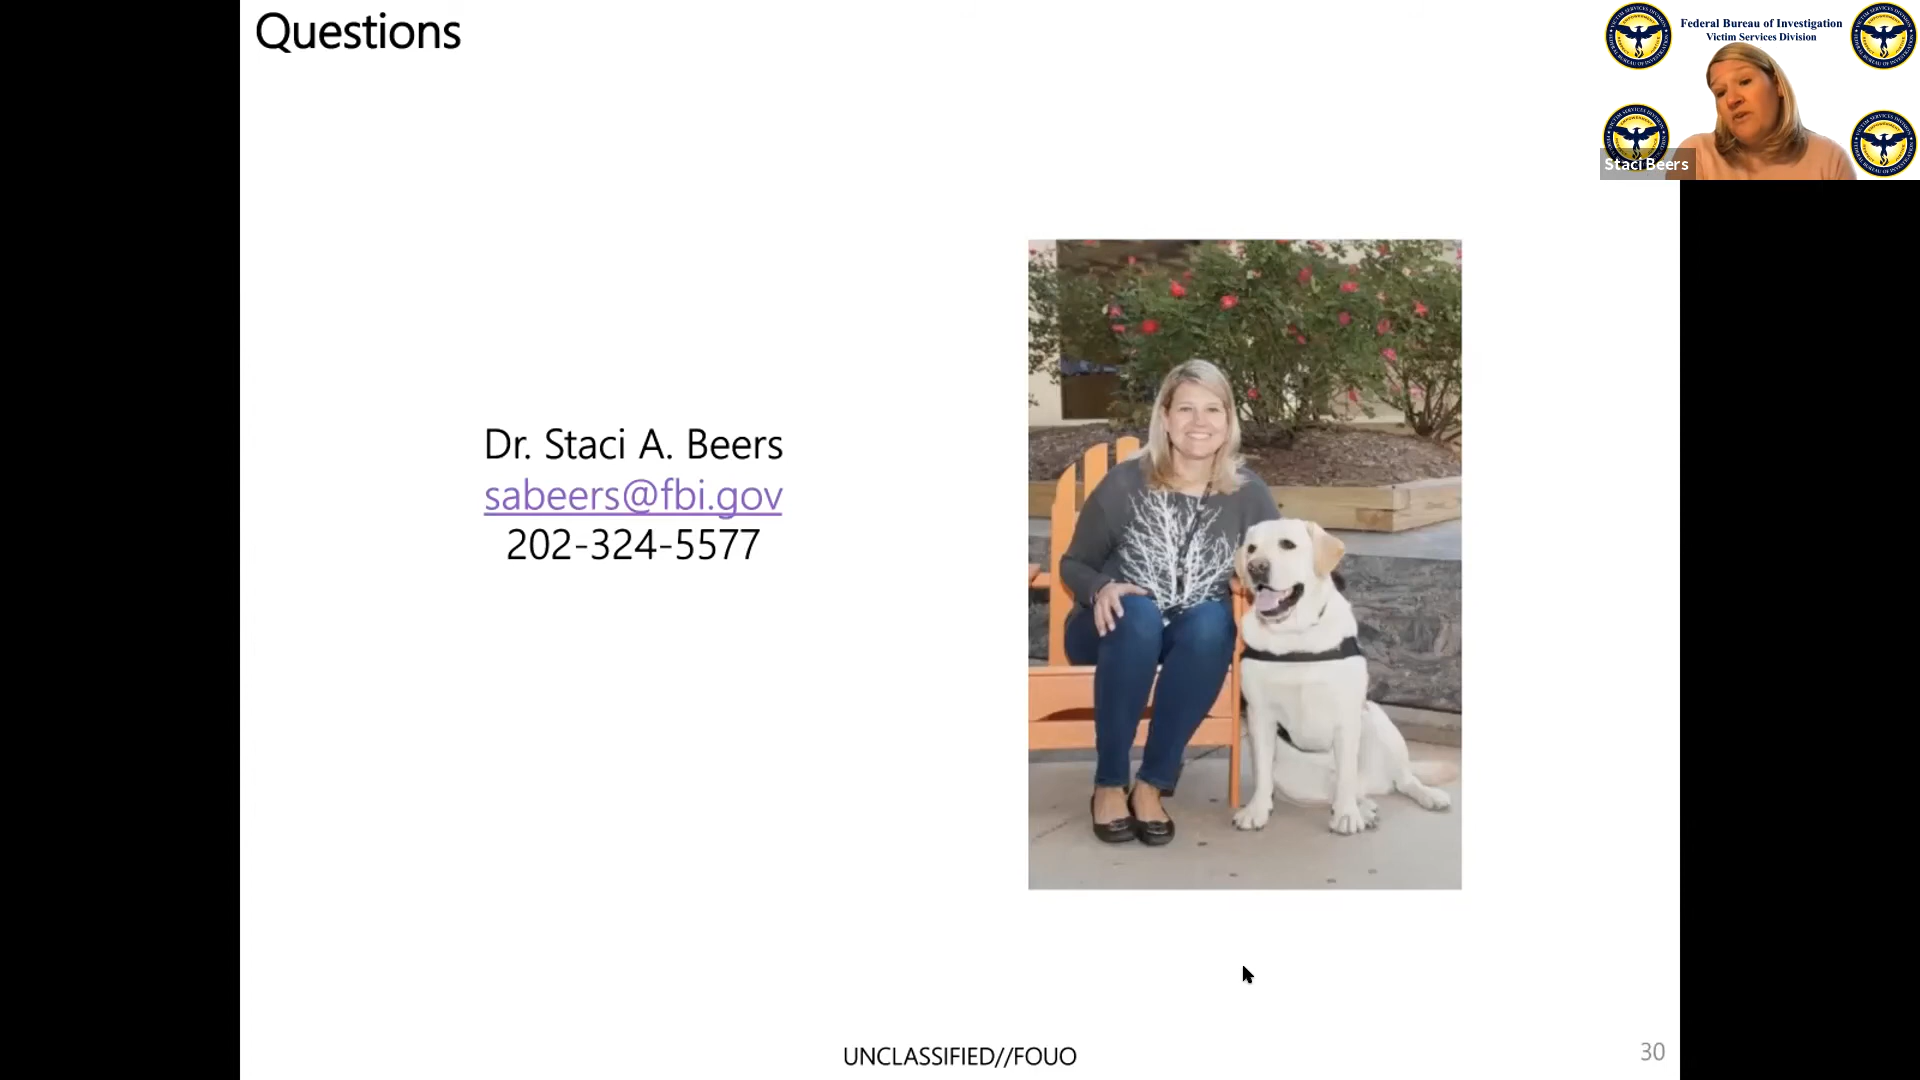 Questions
Federal Bureau of Investigation
Victim Services Division
Staci Beers
Dr. Staci A. Beers
sabeers@fbi.gov
202-324-5577
UNCLASSIFIED//FOUO
30